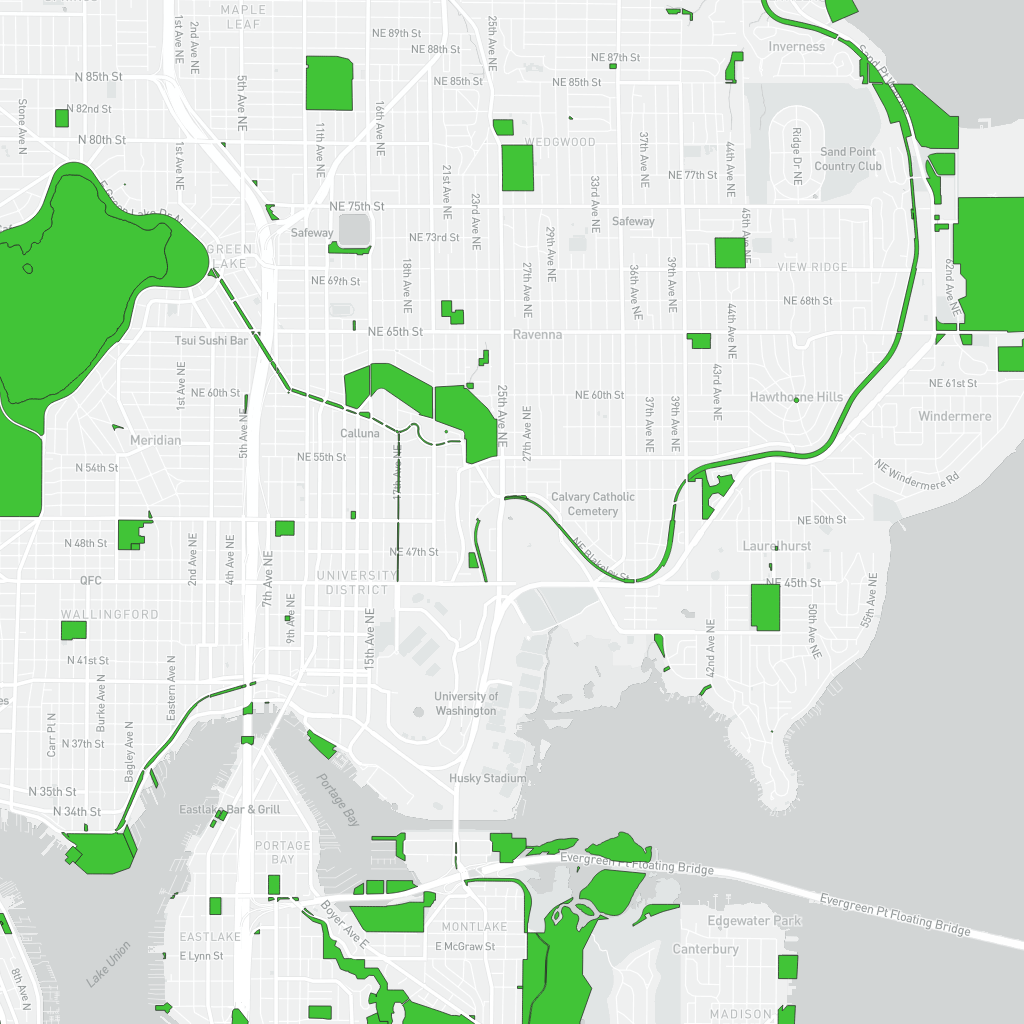 MAPLE
LEAF
1st Ave NE
2nd Ave NE
NE 89th St
NE 88th St
25th Ave NE
NE 87th St
Inverness
N 85th St
5th Ave NE
NE 85th St
NE 85th St
Stone Ave N
N 82nd St
N 80th St
1st Ave NE
11th Ave NE
16th Ave NE
WEDGWOOD
37th Ave NE
44th Ave NE
Ridge Dr NE
Sand Point
Country Club
21st Ave NE
23rd Ave NE
33rd Ave NE
NE 77th St
E Green Lake Dr N
NE 75th St
Safeway
Safeway
GREEN
LAKE
NE 73rd St
29th Ave NE
45th Ave NE
VIEW RIDGE
NE 69th St
18th Ave NE
27th Ave NE
36th Ave NE
39th Ave NE
62nd Ave NE
NE 68th St
Tsui Sushi Bar
NE 65th St
Ravenna
44th Ave NE
1st Ave NE
NE 60th St
5th Ave NE
NE 60th St
43rd Ave NE
Hawthorne Hills
NE 61st St
Windermere
Meridian
Calluna
25th Ave NE
27th Ave NE
37th Ave NE
39th Ave NE
N 54th St
NE 55th St
17th Ave NE
Calvary Catholic
Cemetery
NE Windermere Rd
NE 50th St
N 48th St
2nd Ave NE
4th Ave NE
7th Ave NE
NE 47th St
NE Blakeley St
Laurelhurst
QFC
UNIVERSITY
DISTRICT
NE 45th St
WALLINGFORD
9th Ave NE
15th Ave NE
42nd Ave NE
50th Ave NE
55th Ave NE
N 41st St
Eastern Ave N
Burke Ave N
Carr Pl N
Bagley Ave N
University of
Washington
N 37th St
N 35th St
N 34th St
Husky Stadium
Portage Bay
Eastlake Bar & Grill
PORTAGE
BAY
Evergreen Pt Floating Bridge
Evergreen Pt Floating Bridge
Boyer Ave E
MONTLAKE
Edgewater Park
EASTLAKE
E McGraw St
Canterbury
Lake Union
E Lynn St
8th Ave N
MADISON